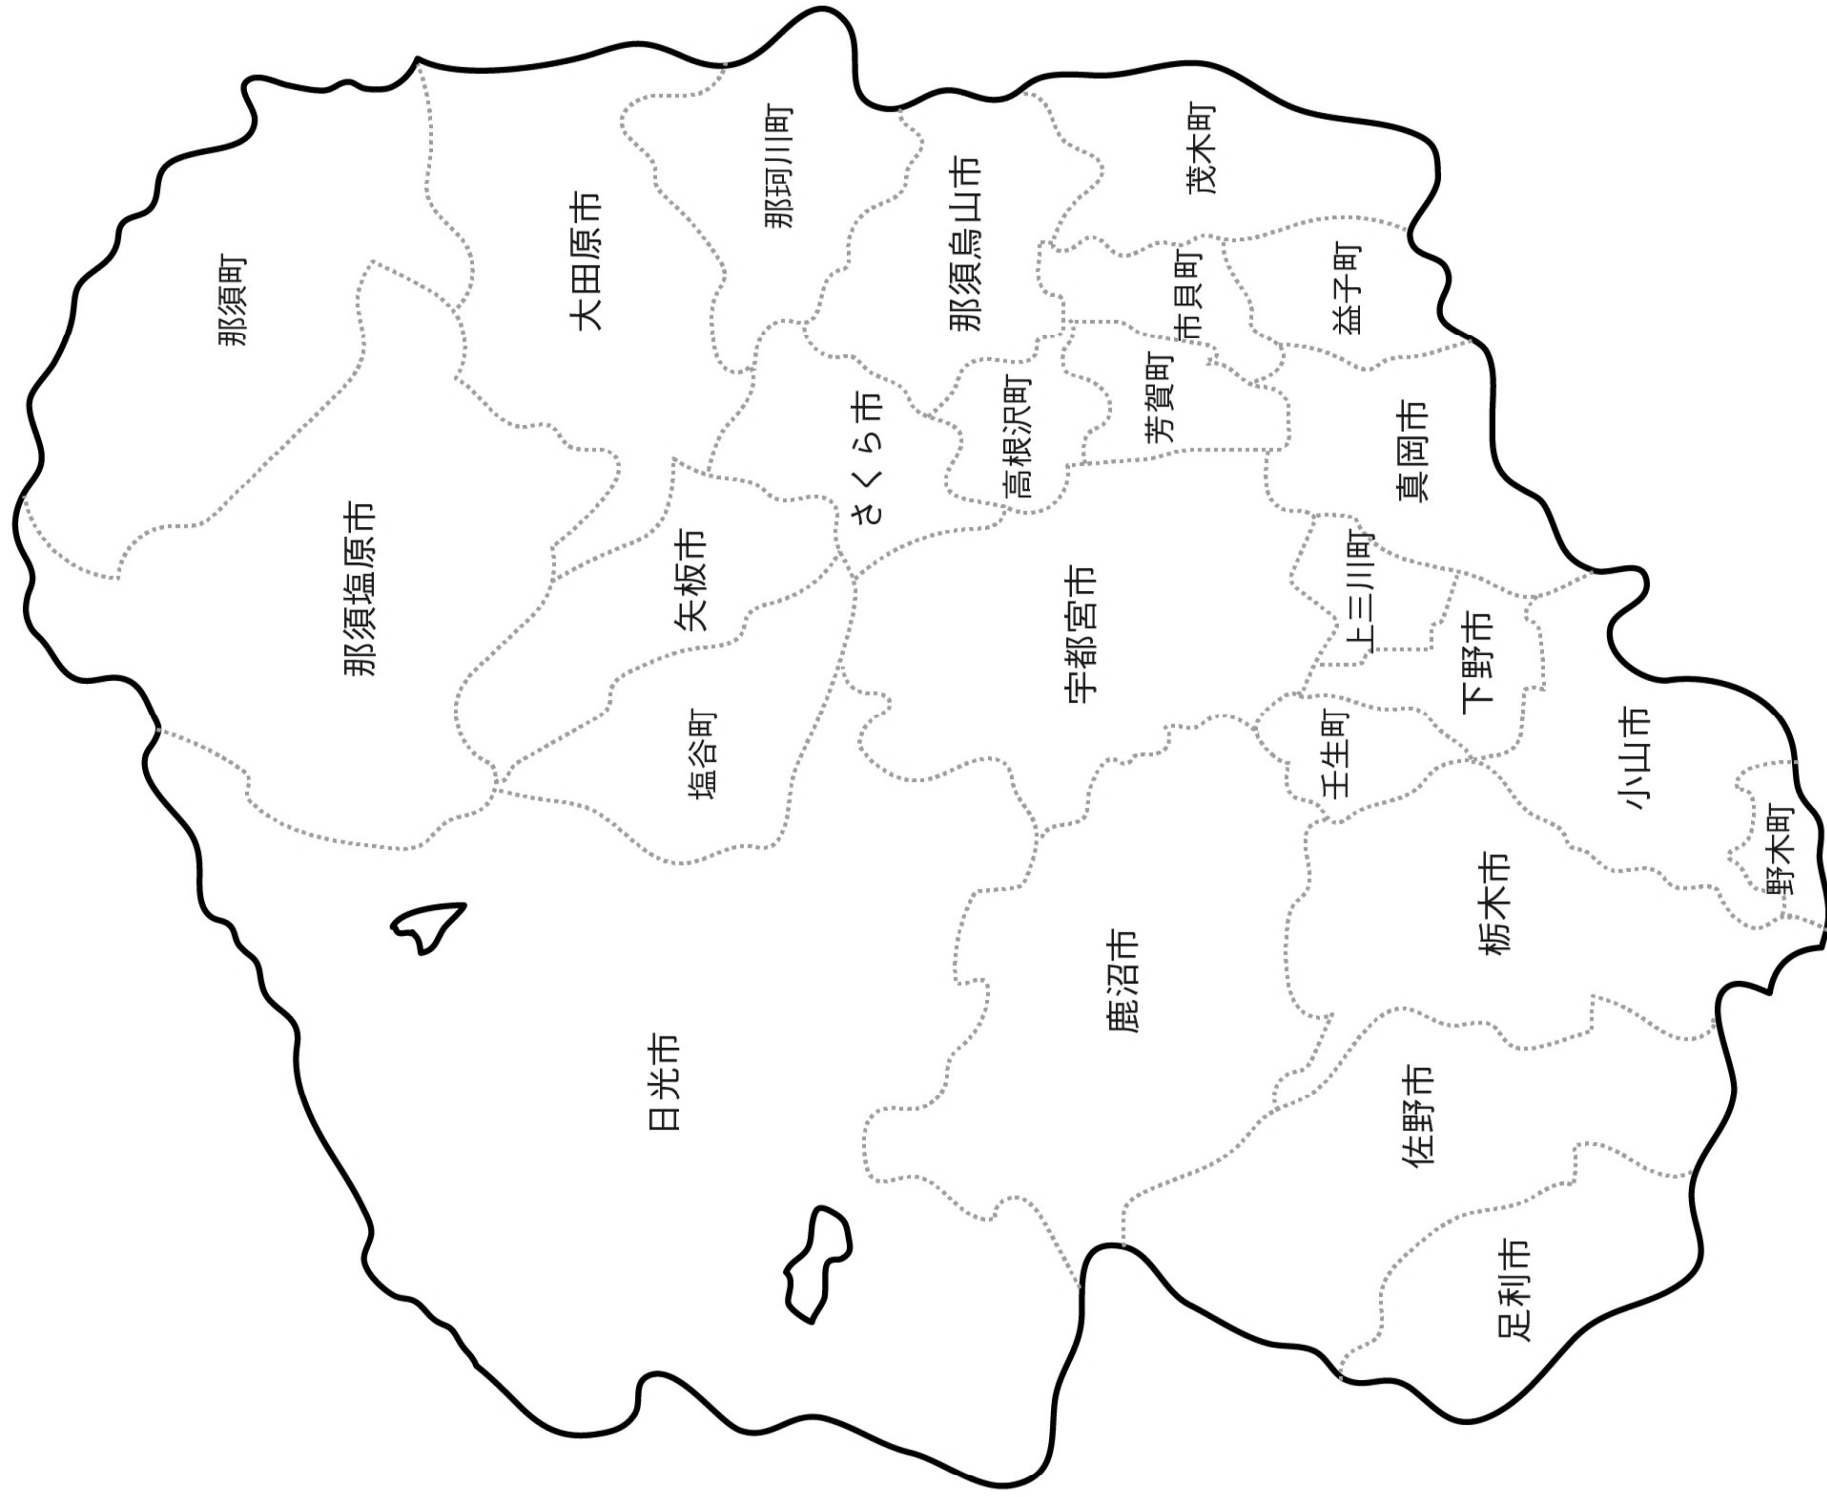 那須町
那須塩原市
大田原市
那珂川町
矢板市
塩谷町
さくら市
那須烏山市
日光市
高根沢町
宇都宮市
芳賀町
市貝町
茂木町
鹿沼市
益子町
真岡市
上三川町
壬生町
下野市
小山市
野木町
栃木市
佐野市
足利市